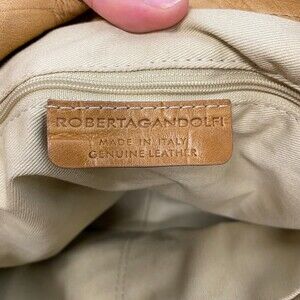 ROBERTAGANDOLFI
MADE IN ITALY
GENUINE LEATHER